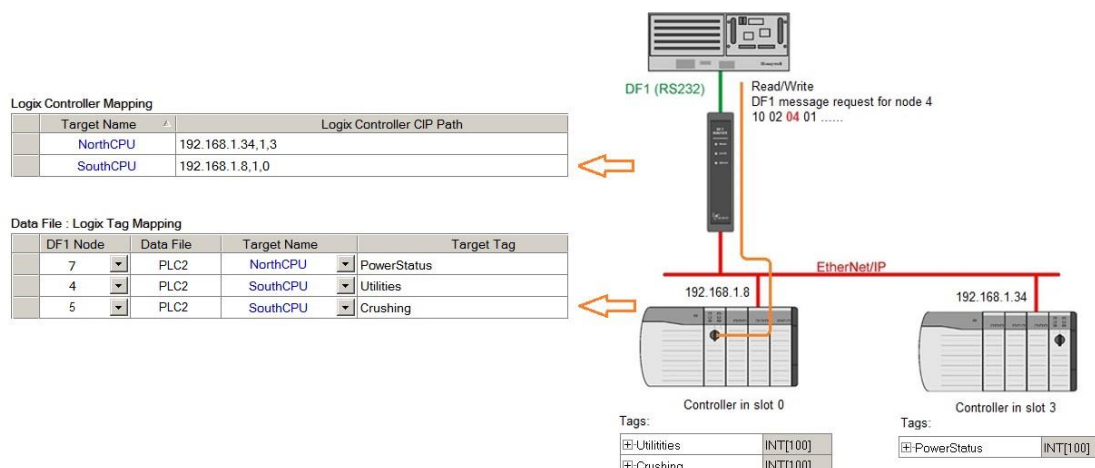 Logix Controller Mapping
Target Name Logix Controller CIP Path
NorthCPU 192.168.1.34,1,3
SouthCPU 192.168.1.8,1,0
Data File : Logix Tag Mapping
DF1 Node Data File Target Name Target Tag
7 PLC2 NorthCPU PowerStatus
4 PLC2 SouthCPU Utilities
5 PLC2 SouthCPU Crushing
Honeywell
DF1 (RS232)
Read/Write
DF1 message request for node 4
10 02 04 01 ......
EtherNet/IP
192.168.1.8
192.168.1.34
Controller in slot 0
Controller in slot 3
Tags:
Utilitities INT[100]
Crushing INT[100]
Tags:
PowerStatus INT[100]